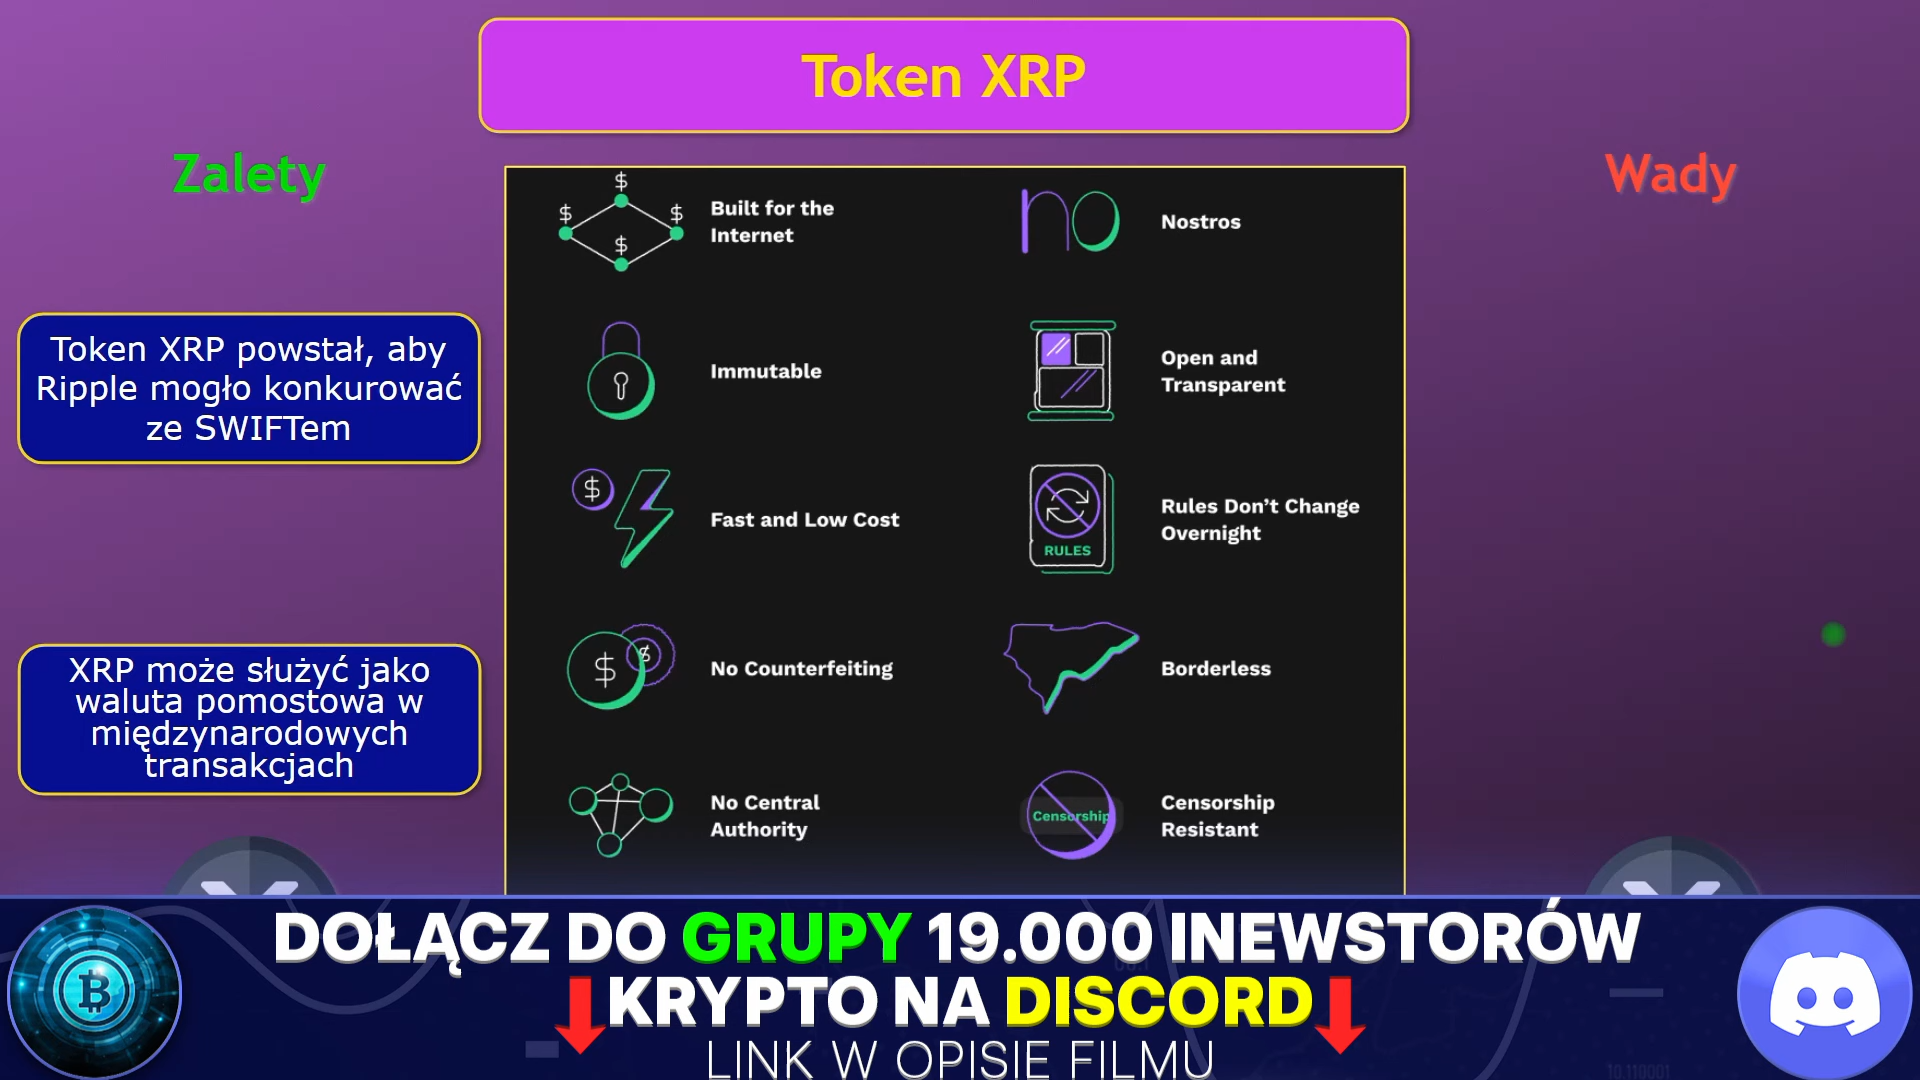 Token XRP
Zalety
Wady
Token XRP powstał, aby
Ripple mogło konkurować
ze SWIFTem
XRP może służyć jako
waluta pomostowa w
międzynarodowych
transakcjach
$
$
$
$
Built for the
Internet
no
Nostros
Immutable
Open and
Transparent
$
Fast and Low Cost
RULES
Rules Don’t Change
Overnight
$
$
No Counterfeiting
Borderless
No Central
Authority
Censorship
Censorship
Resistant
DOŁĄCZ DO GRUPY 19.000 INEWSTORÓW
KRYPTO NA DISCORD
LINK W OPISIE FILMU
10.110001